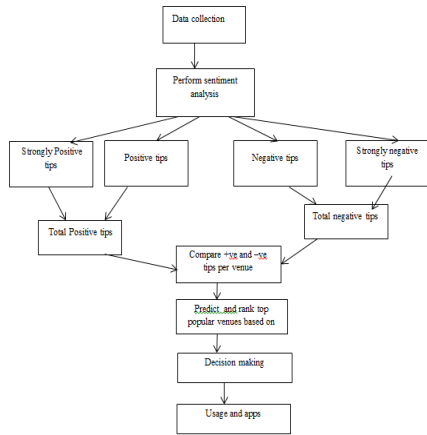 Data collection
Perform sentiment
analysis
Strongly Positive
tips
Positive tips
Negative tips
Strongly negative
tips
Total Positive tips
Total negative tips
Compare +ve and –ve
tips per venue
Predict and rank top
popular venues based on
Decision making
Usage and apps